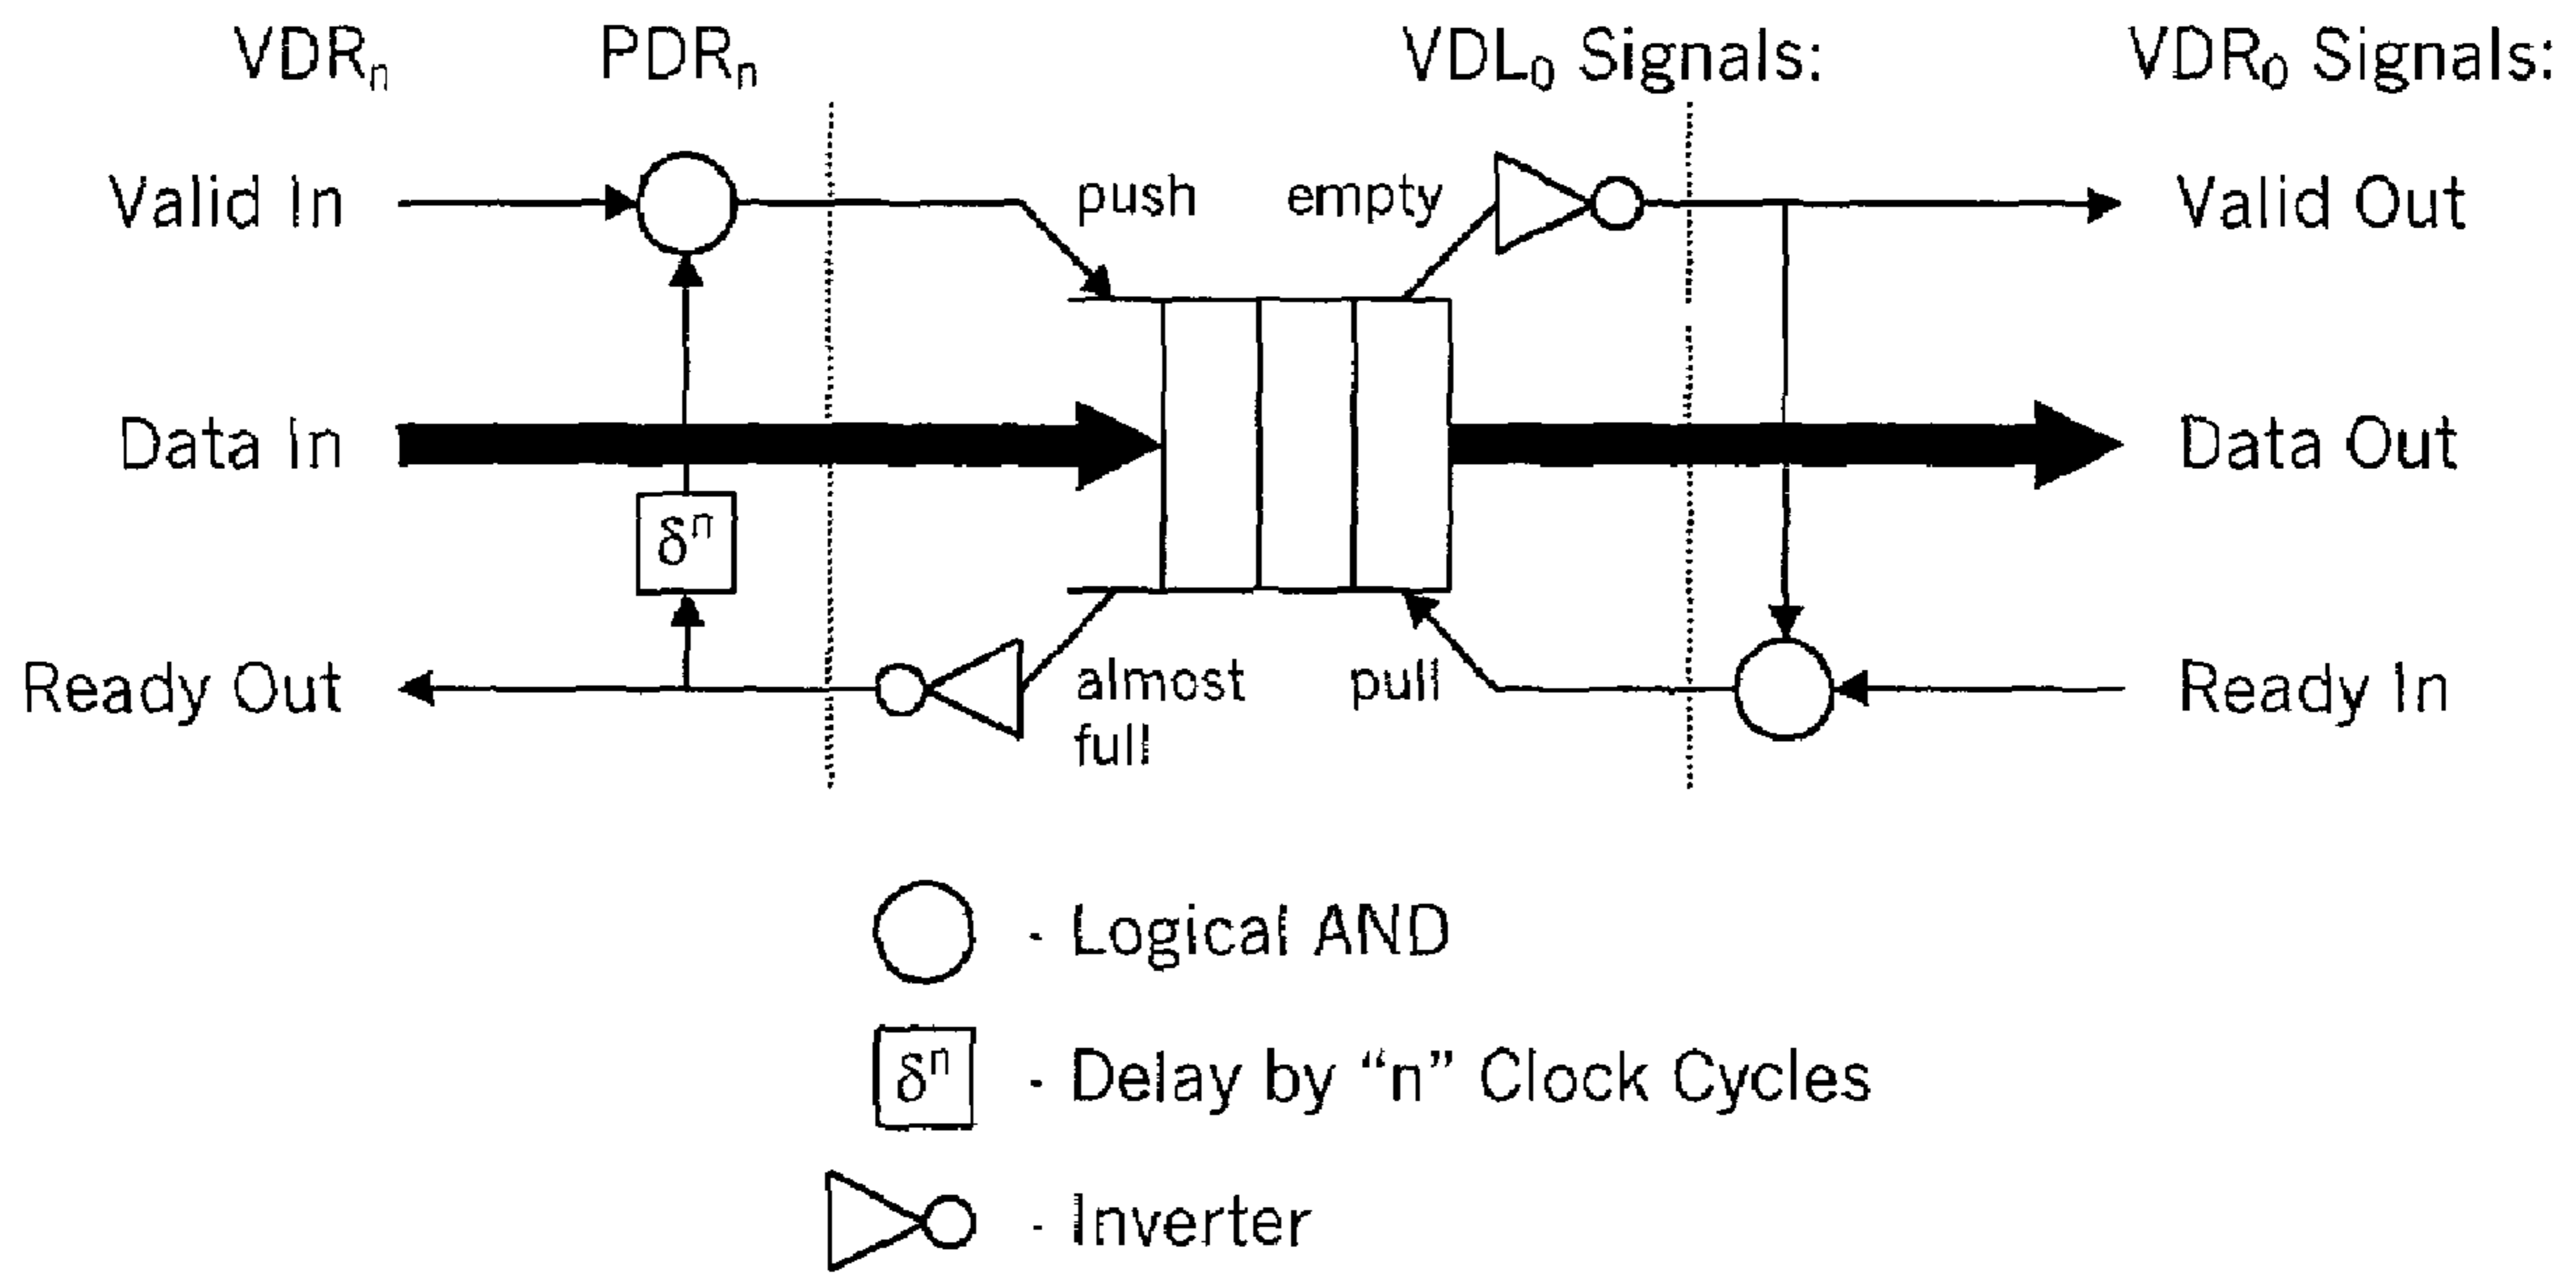 VDRₙ PDRₙ VDL₀ Signals: VDR₀ Signals:
Valid In push empty Valid Out
Data In Data Out
δⁿ
Ready Out almost full pull Ready In
- Logical AND
δⁿ - Delay by “n” Clock Cycles
- Inverter